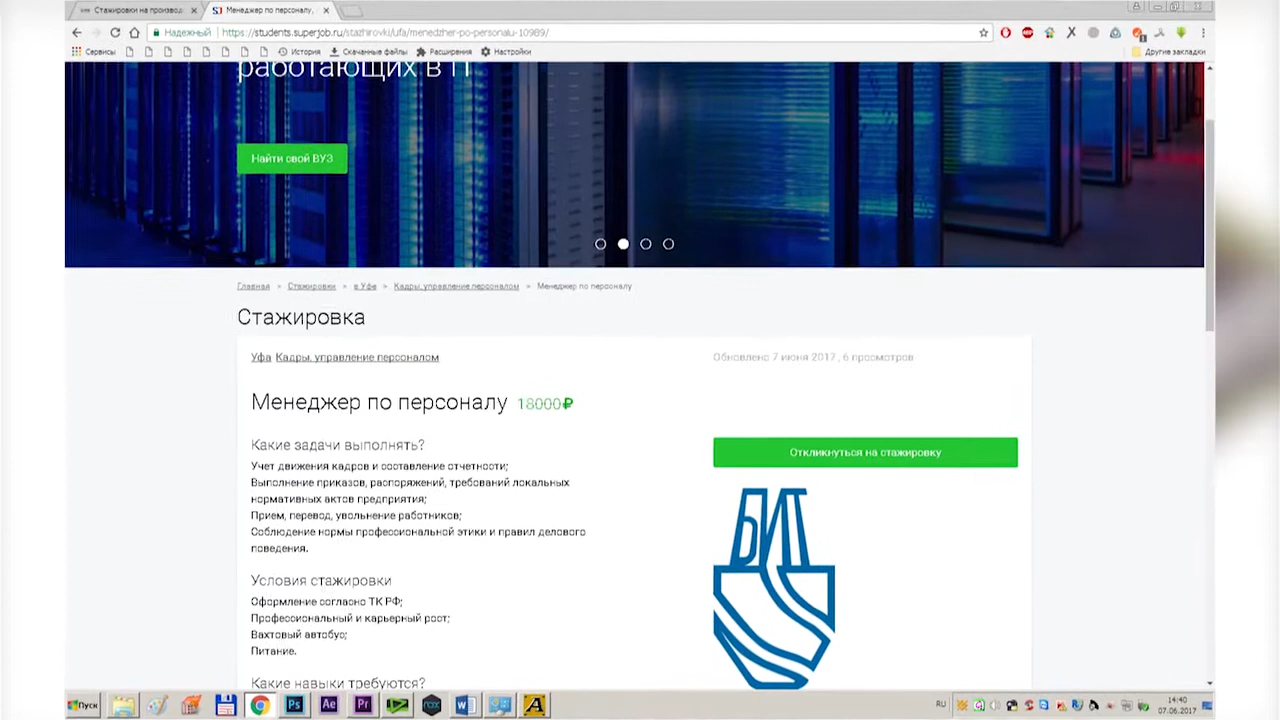 Стажировки на производ
Менеджер по персоналу,
Надежный
https://students.superjob.ru/stazhirovki/ufa/menedzher-po-personalu-10989/
Сервисы
История
Скачанные файлы
Расширения
Настройки
Другие закладки
работающих в IT
Найти свой ВУЗ
Главная » Стажировки » в Уфе » Кадры, управление персоналом » Менеджер по персоналу
Стажировка
Уфа Кадры, управление персоналом
Обновлено 7 июня 2017 , 6 просмотров
Менеджер по персоналу 18000₽
Какие задачи выполнять?
Учет движения кадров и составление отчетности;
Выполнение приказов, распоряжений, требований локальных
нормативных актов предприятия;
Прием, перевод, увольнение работников;
Соблюдение нормы профессиональной этики и правил делового
поведения.
Откликнуться на стажировку
БИТ
Условия стажировки
Оформление согласно ТК РФ;
Профессиональный и карьерный рост;
Вахтовый автобус;
Питание.
Какие навыки требуются?
Пуск
Ps
Ae
Pr
RU
14:40
07.06.2017